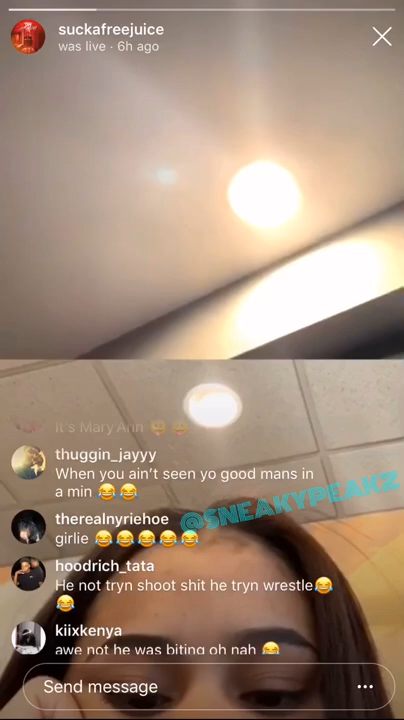 suckafreejuice
was live · 6h ago
It's Mary Ann 😝 😝
thuggin_jayyy
When you ain't seen yo good mans in
a min 😂😂
@SNEAKYPEAKZ
therealnyriehoe
girlie 😂😂😂😂😂
hoodrich_tata
He not tryn shoot shit he tryn wrestle😂
😂
kiixkenya
awe not he was biting oh nah 😂
Send message